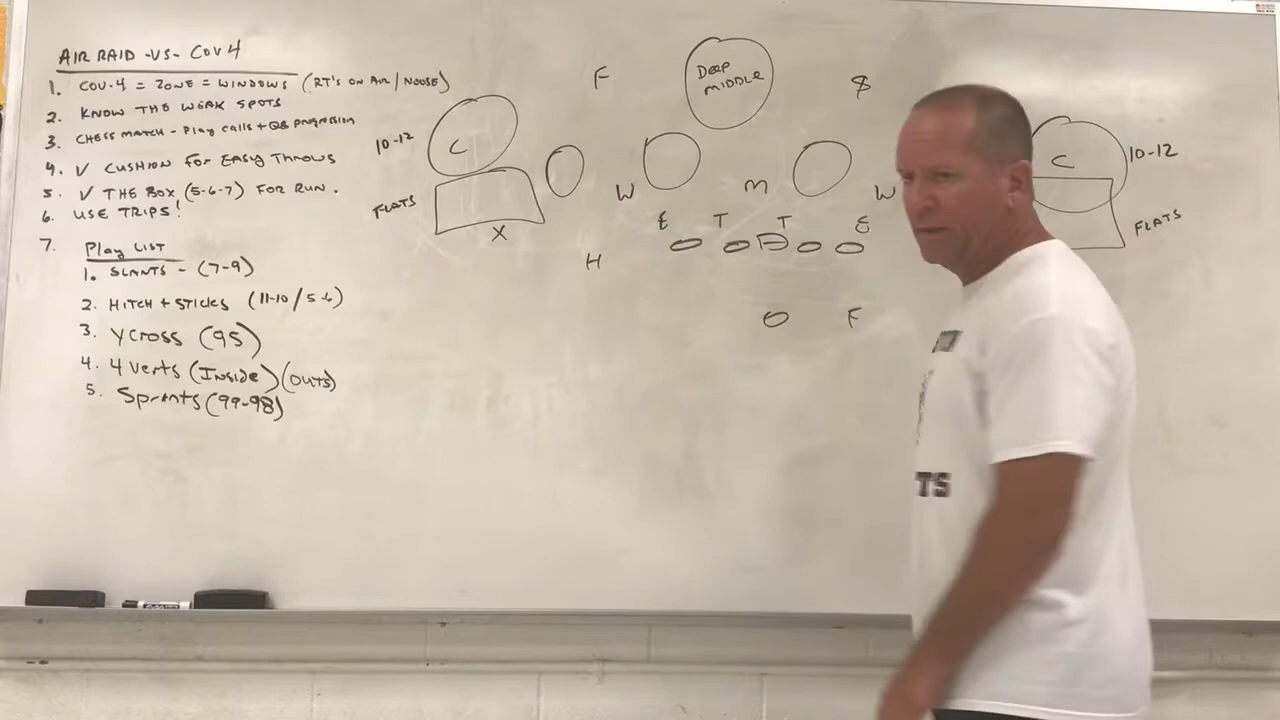 AIR RAID -VS- COV 4
1. COV-4 = ZONE = WINDOWS (RT'S ON AIR / NOOSE)
2. KNOW THE WEAK SPOTS
3. CHESS MATCH - Play calls + QB progression
4. ✓ CUSHION FOR EASY THROWS
5. ✓ THE BOX (5-6-7) FOR RUN.
6. USE TRIPS!
7. Play LIST
1. SLANTS - (7-9)
2. HITCH + STICKS (11-10 / 5-6)
3. YCROSS (95)
4. 4 Verts (INSIDE) (OUTS)
5. Sprints (99-98)
F
DEEP
MIDDLE
$
10-12 C
C 10-12
W M W
FLATS
FLATS
X
E T T E
H
F
TS